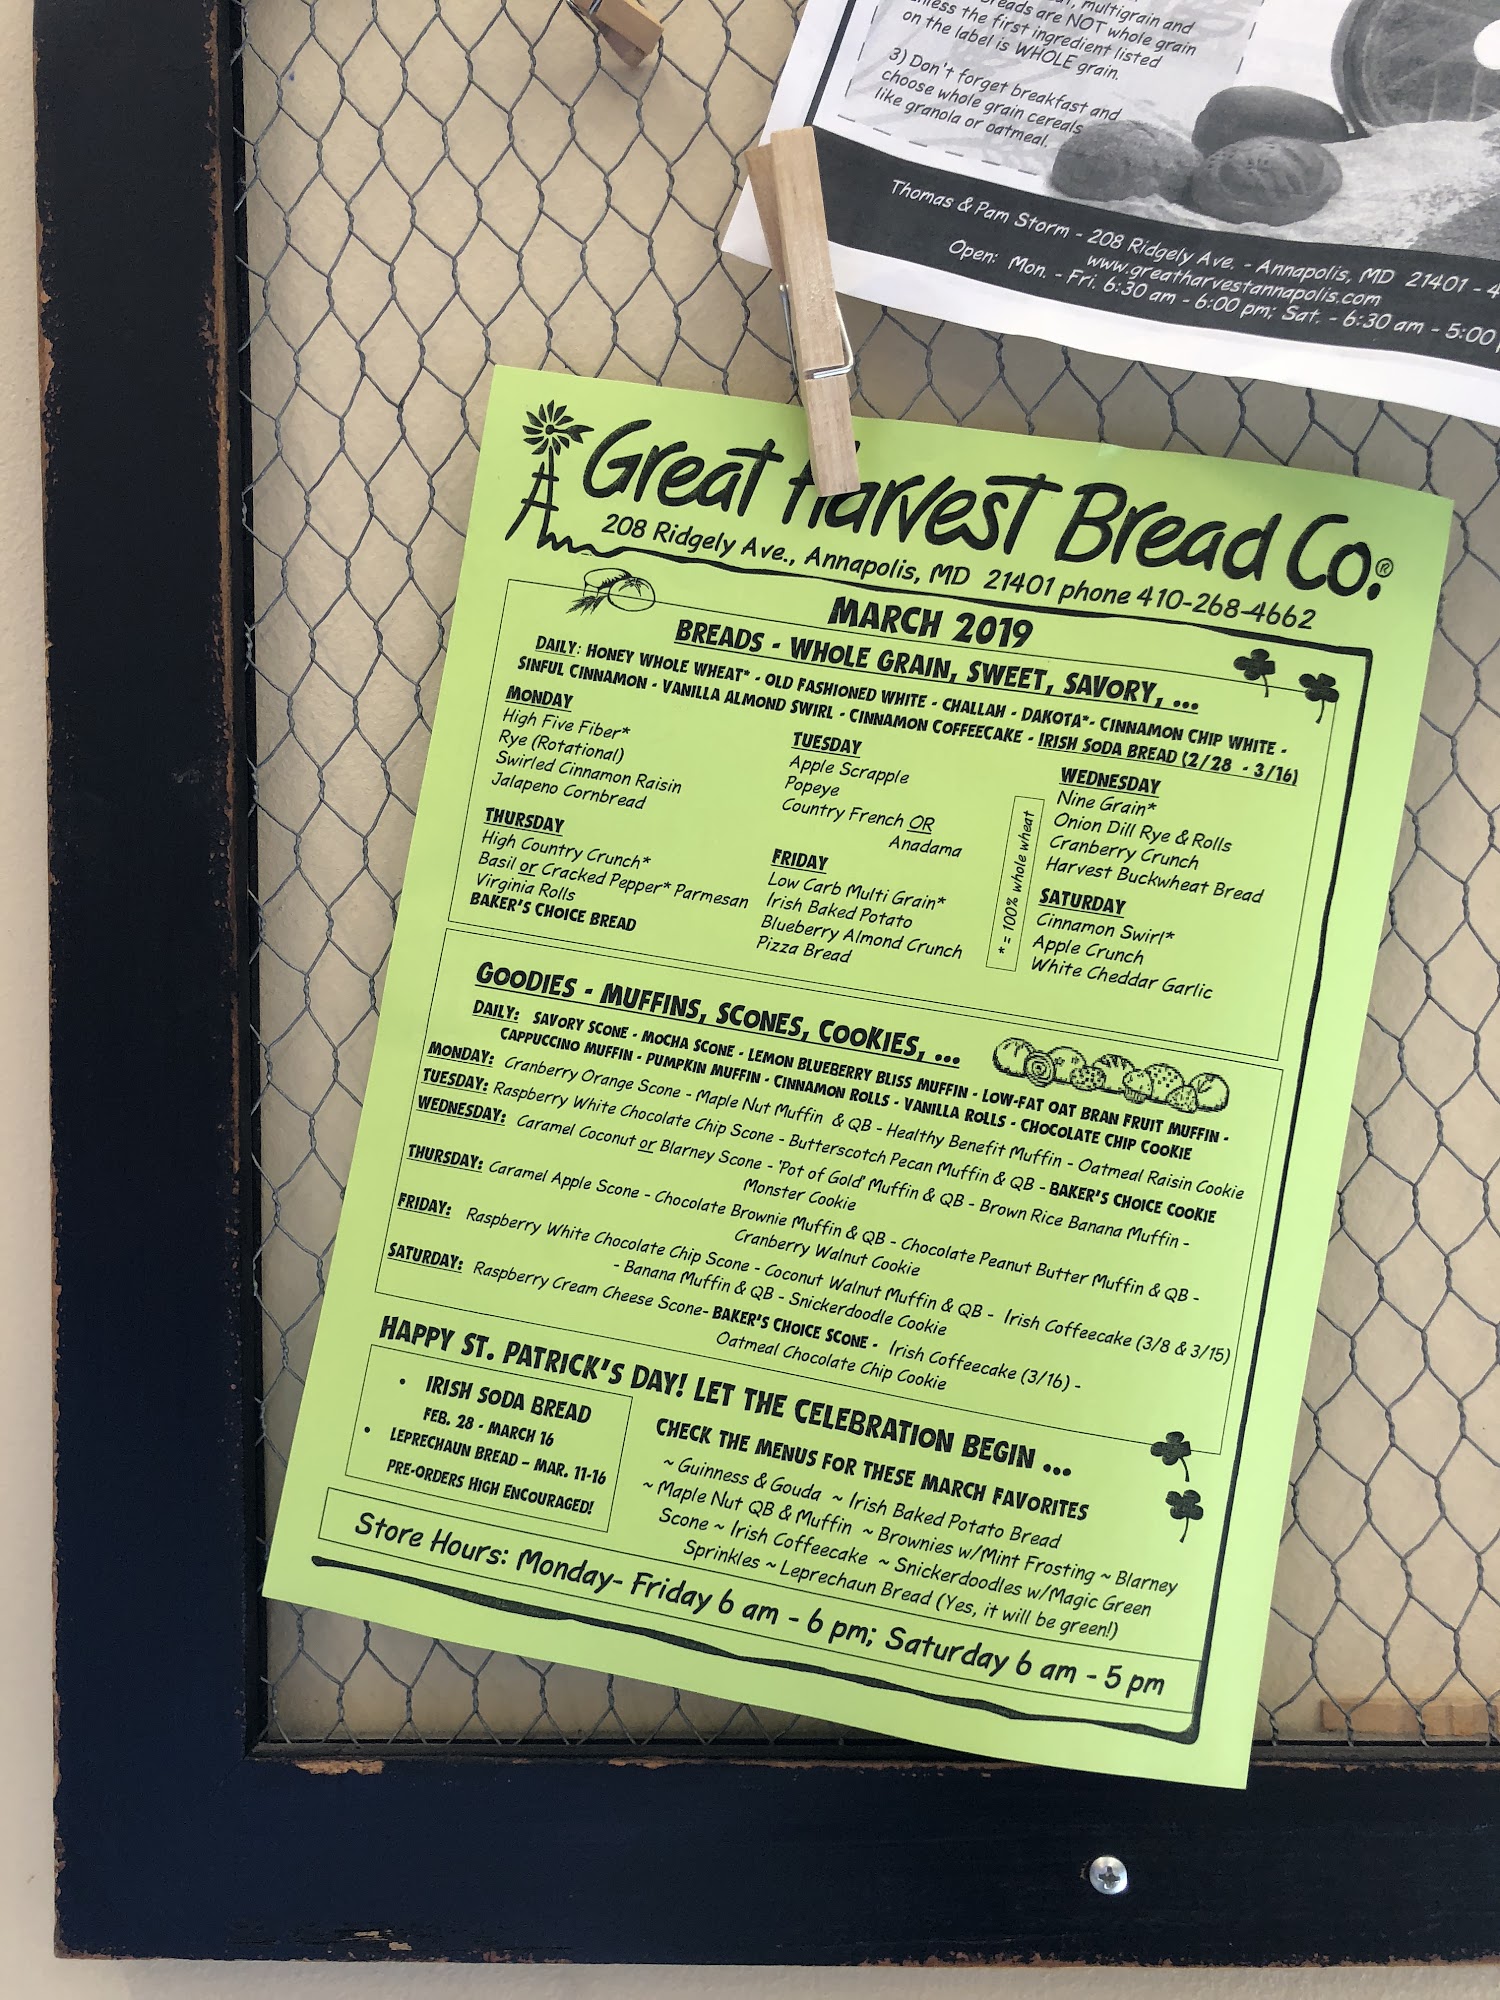 multigrain and
breads are NOT whole grain
unless the first ingredient listed
on the label is WHOLE grain.
3) Don't forget breakfast and
choose whole grain cereals
like granola or oatmeal.
Thomas & Pam Storm - 208 Ridgely Ave. - Annapolis, MD 21401 - 4
www.greatharvestannapolis.com
Open: Mon. - Fri. 6:30 am - 6:00 pm; Sat. - 6:30 am - 5:00
Great Harvest Bread Co.®
208 Ridgely Ave., Annapolis, MD 21401 phone 410-268-4662
MARCH 2019
BREADS - WHOLE GRAIN, SWEET, SAVORY, ...
DAILY: HONEY WHOLE WHEAT* - OLD FASHIONED WHITE - CHALLAH - DAKOTA* - CINNAMON CHIP WHITE -
SINFUL CINNAMON - VANILLA ALMOND SWIRL - CINNAMON COFFEECAKE - IRISH SODA BREAD (2/28 - 3/16)
MONDAY
High Five Fiber*
Rye (Rotational)
Swirled Cinnamon Raisin
Jalapeno Cornbread
TUESDAY
Apple Scrapple
Popeye
Country French OR
Anadama
WEDNESDAY
Nine Grain*
Onion Dill Rye & Rolls
Cranberry Crunch
Harvest Buckwheat Bread
THURSDAY
High Country Crunch*
Basil or Cracked Pepper* Parmesan
Virginia Rolls
BAKER'S CHOICE BREAD
FRIDAY
Low Carb Multi Grain*
Irish Baked Potato
Blueberry Almond Crunch
Pizza Bread
* = 100% whole wheat
SATURDAY
Cinnamon Swirl*
Apple Crunch
White Cheddar Garlic
GOODIES - MUFFINS, SCONES, COOKIES, ...
DAILY: SAVORY SCONE - MOCHA SCONE - LEMON BLUEBERRY BLISS MUFFIN - LOW-FAT OAT BRAN FRUIT MUFFIN -
CAPPUCCINO MUFFIN - PUMPKIN MUFFIN - CINNAMON ROLLS - VANILLA ROLLS - CHOCOLATE CHIP COOKIE
MONDAY: Cranberry Orange Scone - Maple Nut Muffin & QB - Healthy Benefit Muffin - Oatmeal Raisin Cookie
TUESDAY: Raspberry White Chocolate Chip Scone - Butterscotch Pecan Muffin & QB - BAKER'S CHOICE COOKIE
WEDNESDAY: Caramel Coconut or Blarney Scone - 'Pot of Gold' Muffin & QB - Brown Rice Banana Muffin -
Monster Cookie
THURSDAY: Caramel Apple Scone - Chocolate Brownie Muffin & QB - Chocolate Peanut Butter Muffin & QB -
Cranberry Walnut Cookie
FRIDAY: Raspberry White Chocolate Chip Scone - Coconut Walnut Muffin & QB - Irish Coffeecake (3/8 & 3/15)
- Banana Muffin & QB - Snickerdoodle Cookie
SATURDAY: Raspberry Cream Cheese Scone- BAKER'S CHOICE SCONE - Irish Coffeecake (3/16) -
Oatmeal Chocolate Chip Cookie
HAPPY ST. PATRICK'S DAY! LET THE CELEBRATION BEGIN ...
• IRISH SODA BREAD
FEB. 28 - MARCH 16
• LEPRECHAUN BREAD – MAR. 11-16
PRE-ORDERS HIGH ENCOURAGED!
CHECK THE MENUS FOR THESE MARCH FAVORITES
~ Guinness & Gouda ~ Irish Baked Potato Bread
~ Maple Nut QB & Muffin ~ Brownies w/Mint Frosting ~ Blarney
Scone ~ Irish Coffeecake ~ Snickerdoodles w/Magic Green
Sprinkles ~ Leprechaun Bread (Yes, it will be green!)
Store Hours: Monday- Friday 6 am - 6 pm; Saturday 6 am - 5 pm